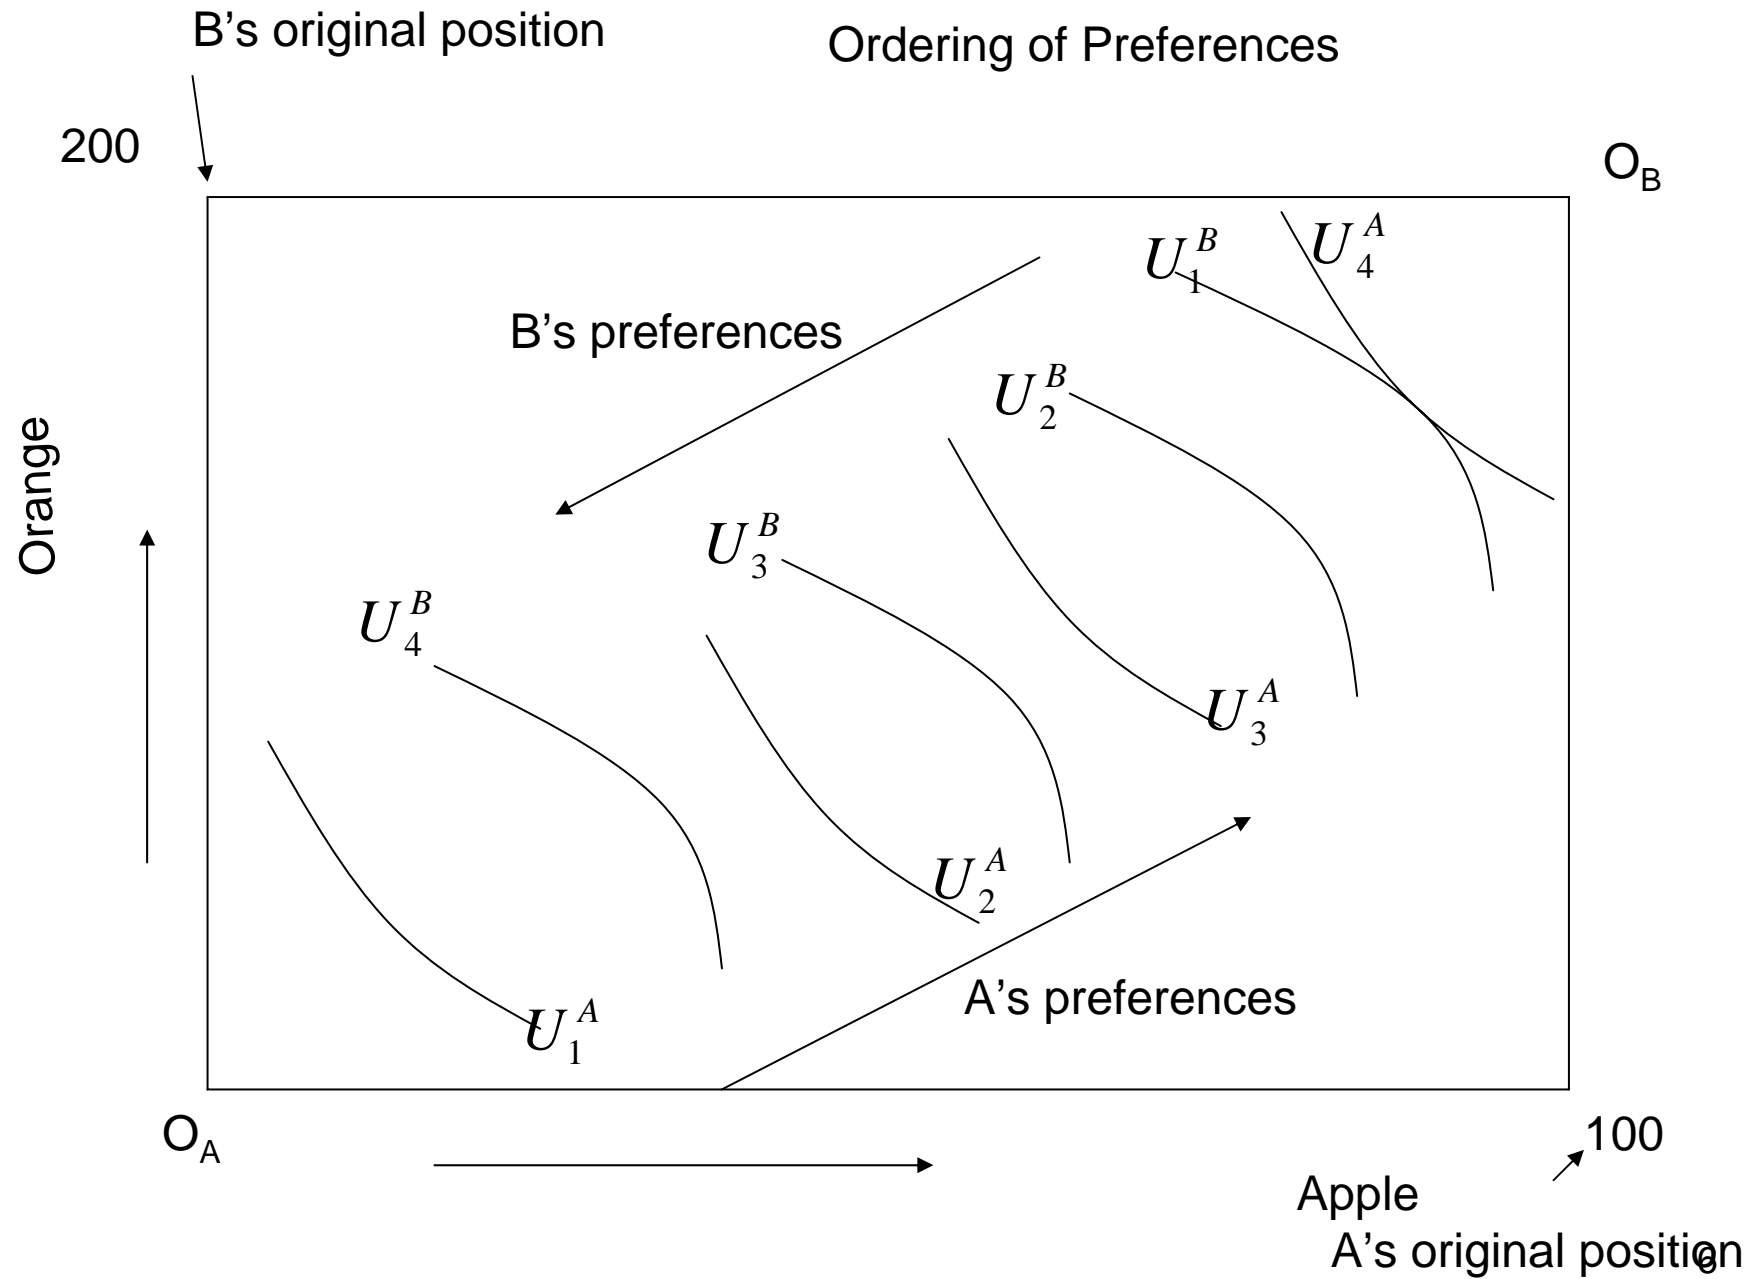 B’s original position
Ordering of Preferences
200
O_B
U_1^B
U_4^A
B’s preferences
U_2^B
Orange
U_3^B
U_4^B
U_3^A
U_2^A
A’s preferences
U_1^A
O_A
100
Apple
A’s original position
6